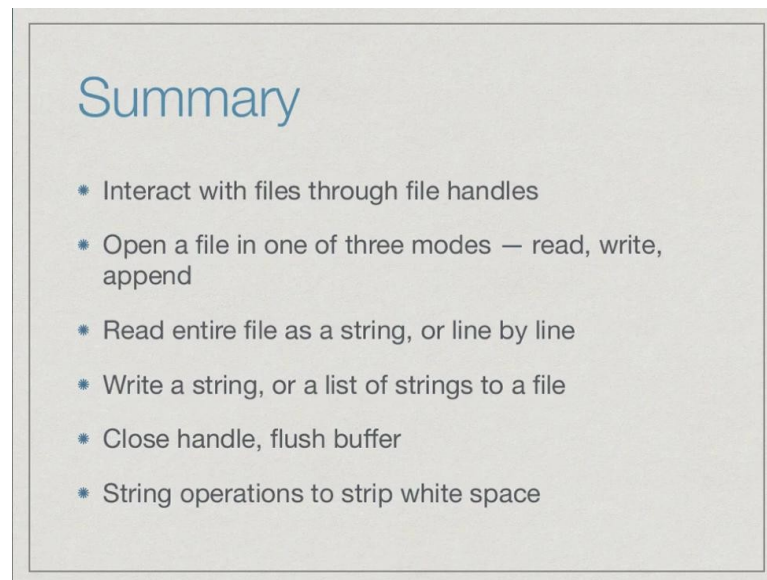 Summary
Interact with files through file handles
Open a file in one of three modes — read, write,
append
Read entire file as a string, or line by line
Write a string, or a list of strings to a file
Close handle, flush buffer
String operations to strip white space